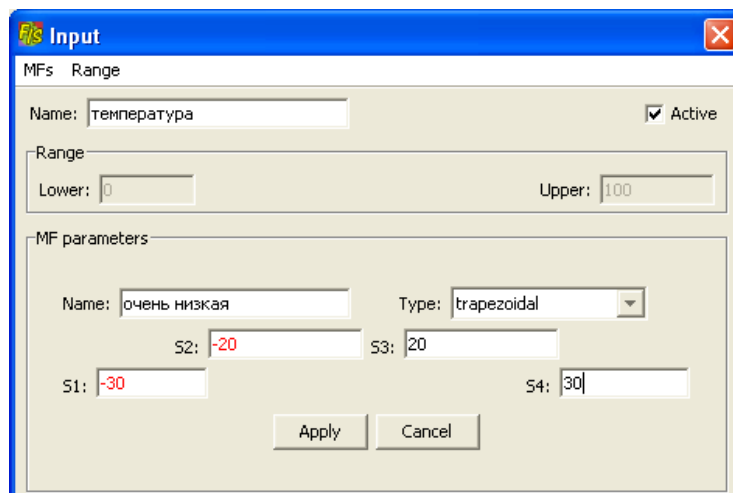 FIS Input
MFs Range
Name: температура Active
Range
Lower: 0 Upper: 100
MF parameters
Name: очень низкая Type: trapezoidal
S2: -20 S3: 20
S1: -30 S4: 30
Apply Cancel